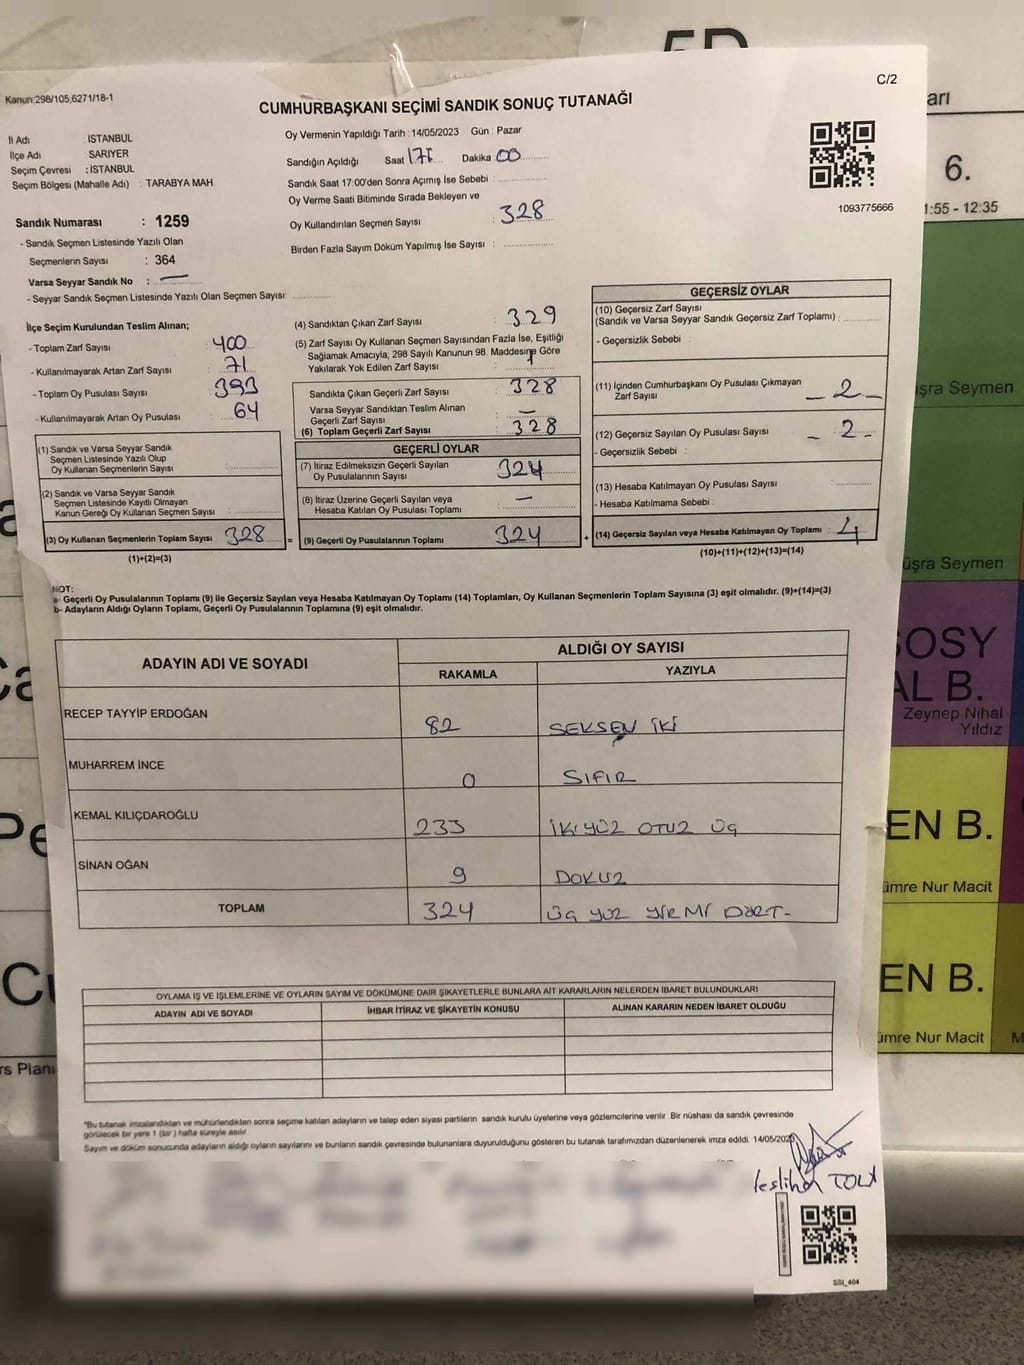 5D
C/2
Kanun:298/105;6271/18-1
CUMHURBAŞKANI SEÇİMİ SANDIK SONUÇ TUTANAĞI
İl Adı : İSTANBUL
İlçe Adı : SARIYER
Seçim Çevresi : İSTANBUL
Seçim Bölgesi (Mahalle Adı) : TARABYA MAH.
Oy Vermenin Yapıldığı Tarih :14/05/2023 Gün : Pazar
Sandığın Açıldığı Saat Dakika 00
Sandık Saat 17:00'den Sonra Açılmış İse Sebebi :
Oy Verme Saati Bitiminde Sırada Bekleyen ve
Oy Kullandırılan Seçmen Sayısı : 328
Birden Fazla Sayım Döküm Yapılmış İse Sayısı :
1093775666
Sandık Numarası : 1259
- Sandık Seçmen Listesinde Yazılı Olan
Seçmenlerin Sayısı : 364
Varsa Seyyar Sandık No : —
- Seyyar Sandık Seçmen Listesinde Yazılı Olan Seçmen Sayısı:
İlçe Seçim Kurulundan Teslim Alınan;
- Toplam Zarf Sayısı : 400
- Kullanılmayarak Artan Zarf Sayısı : 71
- Toplam Oy Pusulası Sayısı : 393
- Kullanılmayarak Artan Oy Pusulası : 64
(1) Sandık ve Varsa Seyyar Sandık
Seçmen Listesinde Yazılı Olup
Oy Kullanan Seçmenlerin Sayısı :
(2) Sandık ve Varsa Seyyar Sandık
Seçmen Listesinde Kayıtlı Olmayan
Kanun Gereği Oy Kullanan Seçmen Sayısı :
(3) Oy Kullanan Seçmenlerin Toplam Sayısı : 328 =
(1)+(2)=(3)
(4) Sandıktan Çıkan Zarf Sayısı : 329
(5) Zarf Sayısı Oy Kullanan Seçmen Sayısından Fazla İse, Eşitliği
Sağlamak Amacıyla; 298 Sayılı Kanunun 98. Maddesine Göre
Yakılarak Yok Edilen Zarf Sayısı : 1
Sandıkta Çıkan Geçerli Zarf Sayısı : 328
Varsa Seyyar Sandıktan Teslim Alınan
Geçerli Zarf Sayısı : —
(6) Toplam Geçerli Zarf Sayısı : 328
GEÇERLİ OYLAR
(7) İtiraz Edilmeksizin Geçerli Sayılan
Oy Pusulalarının Sayısı : 324
(8) İtiraz Üzerine Geçerli Sayılan veya
Hesaba Katılan Oy Pusulası Toplamı : —
(9) Geçerli Oy Pusulalarının Toplamı : 324 +
GEÇERSİZ OYLAR
(10) Geçersiz Zarf Sayısı
(Sandık ve Varsa Seyyar Sandık Geçersiz Zarf Toplamı) :
- Geçersizlik Sebebi :
(11) İçinden Cumhurbaşkanı Oy Pusulası Çıkmayan
Zarf Sayısı : - 2 -
(12) Geçersiz Sayılan Oy Pusulası Sayısı : - 2 -
- Geçersizlik Sebebi :
(13) Hesaba Katılmayan Oy Pusulası Sayısı :
- Hesaba Katılmama Sebebi :
(14) Geçersiz Sayılan veya Hesaba Katılmayan Oy Toplamı : 4
(10)+(11)+(12)+(13)=(14)
NOT:
a- Geçerli Oy Pusulalarının Toplamı (9) ile Geçersiz Sayılan veya Hesaba Katılmayan Oy Toplamı (14) Toplamları, Oy Kullanan Seçmenlerin Toplam Sayısına (3) eşit olmalıdır. (9)+(14)=(3)
b- Adayların Aldığı Oyların Toplamı, Geçerli Oy Pusulalarının Toplamına (9) eşit olmalıdır.
ADAYIN ADI VE SOYADI
ALDIĞI OY SAYISI
RAKAMLA YAZIYLA
RECEP TAYYİP ERDOĞAN 82 SEKSEN İKİ
MUHARREM İNCE 0 SIFIR
KEMAL KILIÇDAROĞLU 233 İKİ YÜZ OTUZ ÜÇ
SİNAN OĞAN 9 DOKUZ
TOPLAM 324 ÜÇ YÜZ YİRMİ DÖRT-
OYLAMA İŞ VE İŞLEMLERİNE VE OYLARIN SAYIM VE DÖKÜMÜNE DAİR ŞİKAYETLERLE BUNLARA AİT KARARLARIN NELERDEN İBARET BULUNDUKLARI
ADAYIN ADI VE SOYADI İHBAR İTİRAZ VE ŞİKAYETİN KONUSU ALINAN KARARIN NEDEN İBARET OLDUĞU
*Bu tutanak imzalandıktan ve mühürlendikten sonra seçime katılan adayların ve talep eden siyasi partilerin sandık kurulu üyelerine veya gözlemcilerine verilir. Bir nüshası da sandık çevresinde
görülecek bir yere 1 (bir) hafta süreyle asılır.
Sayım ve döküm sonucunda adayların aldığı oyların sayılarını ve bunların sandık çevresinde bulunanlara duyurulduğunu gösteren bu tutanak tarafımızdan düzenlenerek imza edildi. 14/05/2023
SSI_404
arı
6.
1:55 - 12:35
şra Seymen
üşra Seymen
SOSY
AL B.
Zeynep Nihal
Yıldız
EN B.
ümre Nur Macit
EN B.
ümre Nur Macit
M
Ca
Pe
Cu
rs Planı